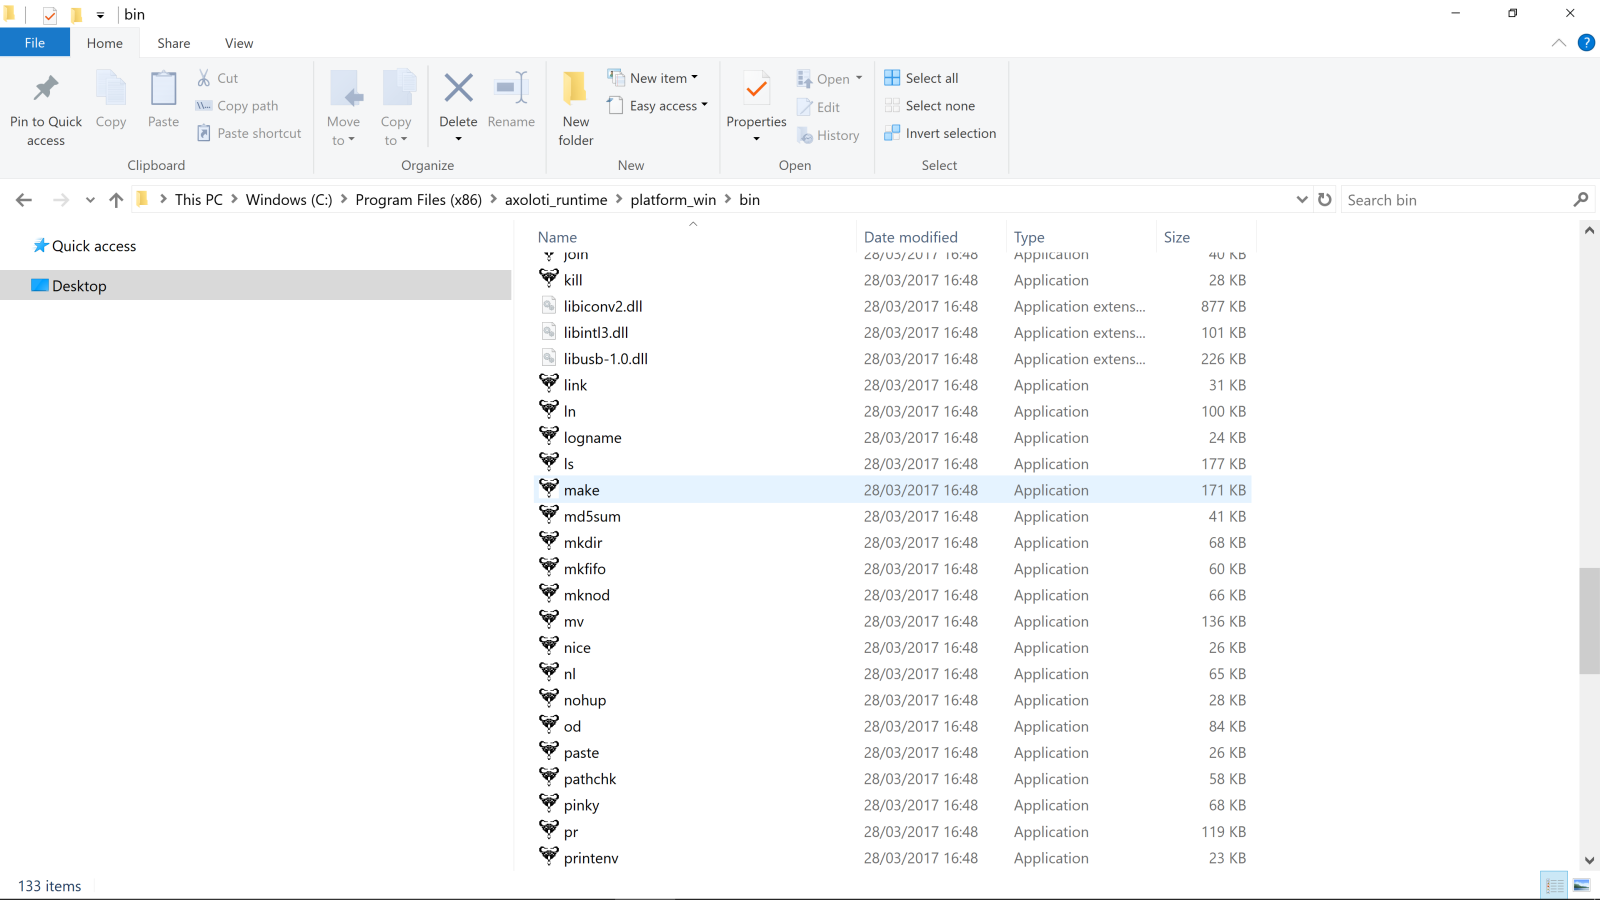 bin
File Home Share View
Pin to Quick access
Copy
Paste
Cut
Copy path
Paste shortcut
Clipboard
Move to
Copy to
Delete
Rename
Organize
New folder
New item
Easy access
New
Properties
Open
Edit
History
Open
Select all
Select none
Invert selection
Select
This PC Windows (C:) Program Files (x86) axoloti_runtime platform_win bin
Search bin
Quick access
Desktop
Name Date modified Type Size
join 28/03/2017 16:48 Application 40 KB
kill 28/03/2017 16:48 Application 28 KB
libiconv2.dll 28/03/2017 16:48 Application extens... 877 KB
libintl3.dll 28/03/2017 16:48 Application extens... 101 KB
libusb-1.0.dll 28/03/2017 16:48 Application extens... 226 KB
link 28/03/2017 16:48 Application 31 KB
ln 28/03/2017 16:48 Application 100 KB
logname 28/03/2017 16:48 Application 24 KB
ls 28/03/2017 16:48 Application 177 KB
make 28/03/2017 16:48 Application 171 KB
md5sum 28/03/2017 16:48 Application 41 KB
mkdir 28/03/2017 16:48 Application 68 KB
mkfifo 28/03/2017 16:48 Application 60 KB
mknod 28/03/2017 16:48 Application 66 KB
mv 28/03/2017 16:48 Application 136 KB
nice 28/03/2017 16:48 Application 26 KB
nl 28/03/2017 16:48 Application 65 KB
nohup 28/03/2017 16:48 Application 28 KB
od 28/03/2017 16:48 Application 84 KB
paste 28/03/2017 16:48 Application 26 KB
pathchk 28/03/2017 16:48 Application 58 KB
pinky 28/03/2017 16:48 Application 68 KB
pr 28/03/2017 16:48 Application 119 KB
printenv 28/03/2017 16:48 Application 23 KB
133 items